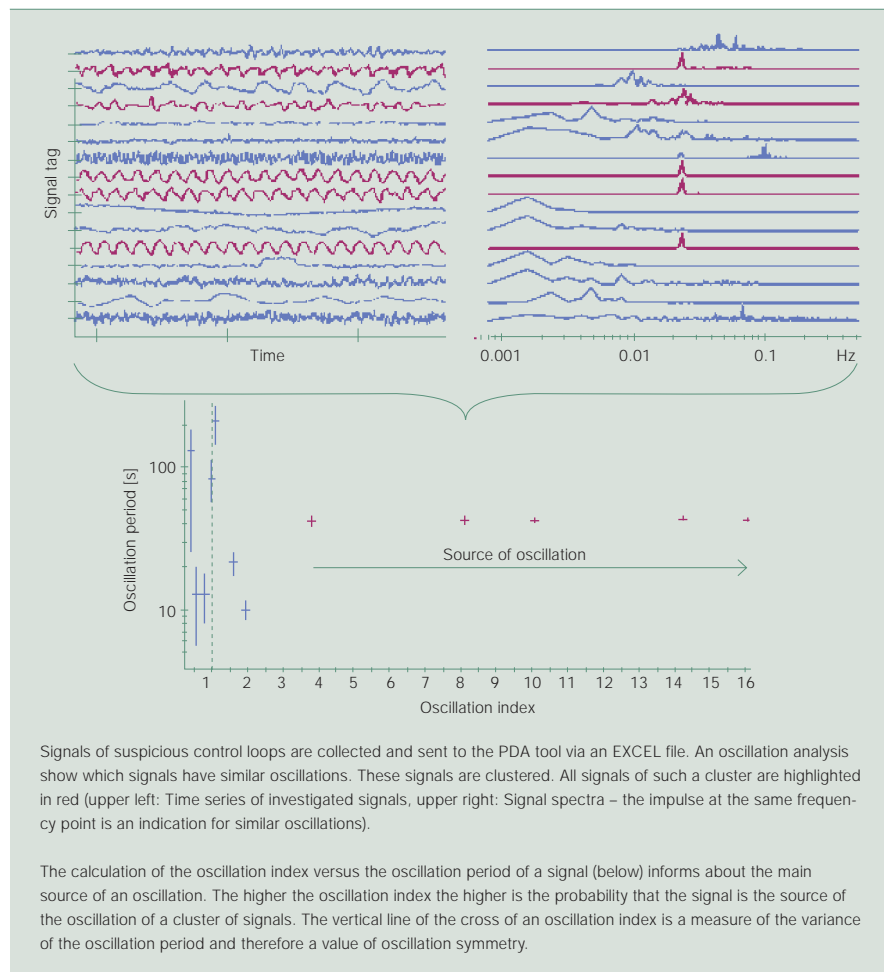 Signal tag
Time
0.001 0.01 0.1 Hz
Oscillation period [s]
100
10
Source of oscillation
1 2 3 4 5 6 7 8 9 10 11 12 13 14 15 16
Oscillation index
Signals of suspicious control loops are collected and sent to the PDA tool via an EXCEL file. An oscillation analysis
show which signals have similar oscillations. These signals are clustered. All signals of such a cluster are highlighted
in red (upper left: Time series of investigated signals, upper right: Signal spectra – the impulse at the same frequen-
cy point is an indication for similar oscillations).
The calculation of the oscillation index versus the oscillation period of a signal (below) informs about the main
source of an oscillation. The higher the oscillation index the higher is the probability that the signal is the source of
the oscillation of a cluster of signals. The vertical line of the cross of an oscillation index is a measure of the variance
of the oscillation period and therefore a value of oscillation symmetry.